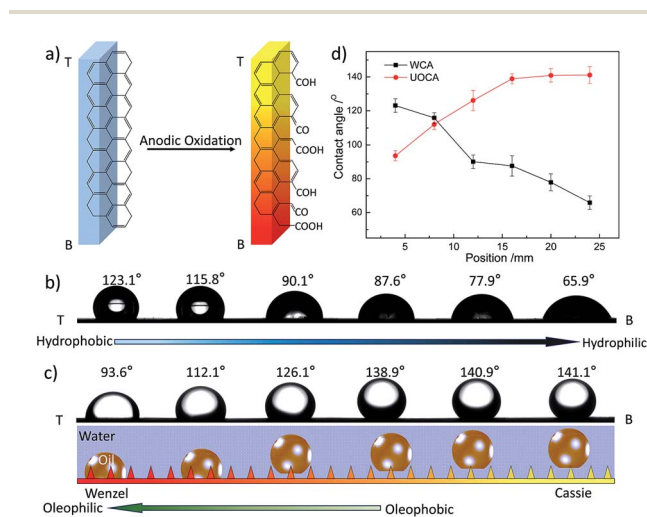 a)
T
T
COH
CO
COOH
COH
CO
COOH
Anodic Oxidation
B
B
d)
WCA
UOCA
Contact angle /°
140
120
100
80
60
5 10 15 20 25
Position /mm
b)
123.1° 115.8° 90.1° 87.6° 77.9° 65.9°
T B
Hydrophobic Hydrophilic
c)
93.6° 112.1° 126.1° 138.9° 140.9° 141.1°
T B
Water
Oil
Wenzel Cassie
Oleophilic Oleophobic